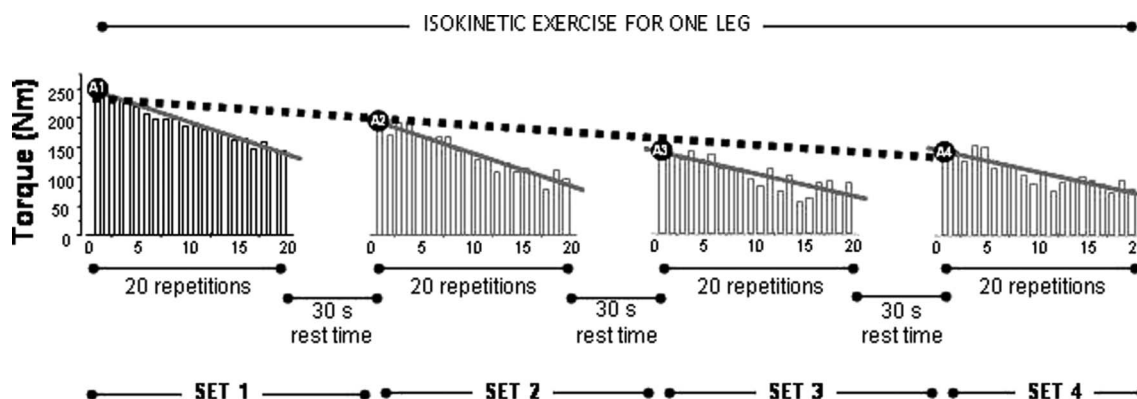 ISOKINETIC EXERCISE FOR ONE LEG
Torque (Nm)
250
200
150
100
50
0
A1
A2
A3
A4
0 5 10 15 20 0 5 10 15 20 0 5 10 15 20 0 5 10 15 20
20 repetitions 20 repetitions 20 repetitions 20 repetitions
30 s 30 s 30 s
rest time rest time rest time
SET 1 SET 2 SET 3 SET 4